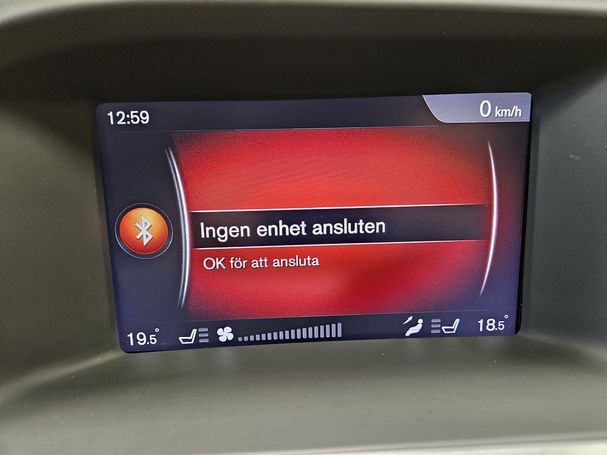 12:59
0 km/h
Ingen enhet ansluten
OK för att ansluta
19.5°
18.5°